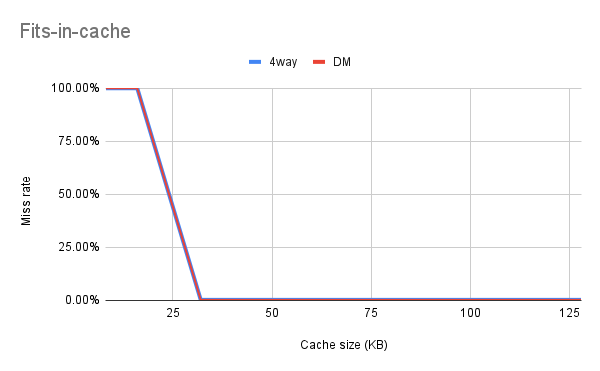 Fits-in-cache
4way DM
100.00%
75.00%
50.00%
25.00%
0.00%
Miss rate
25 50 75 100 125
Cache size (KB)